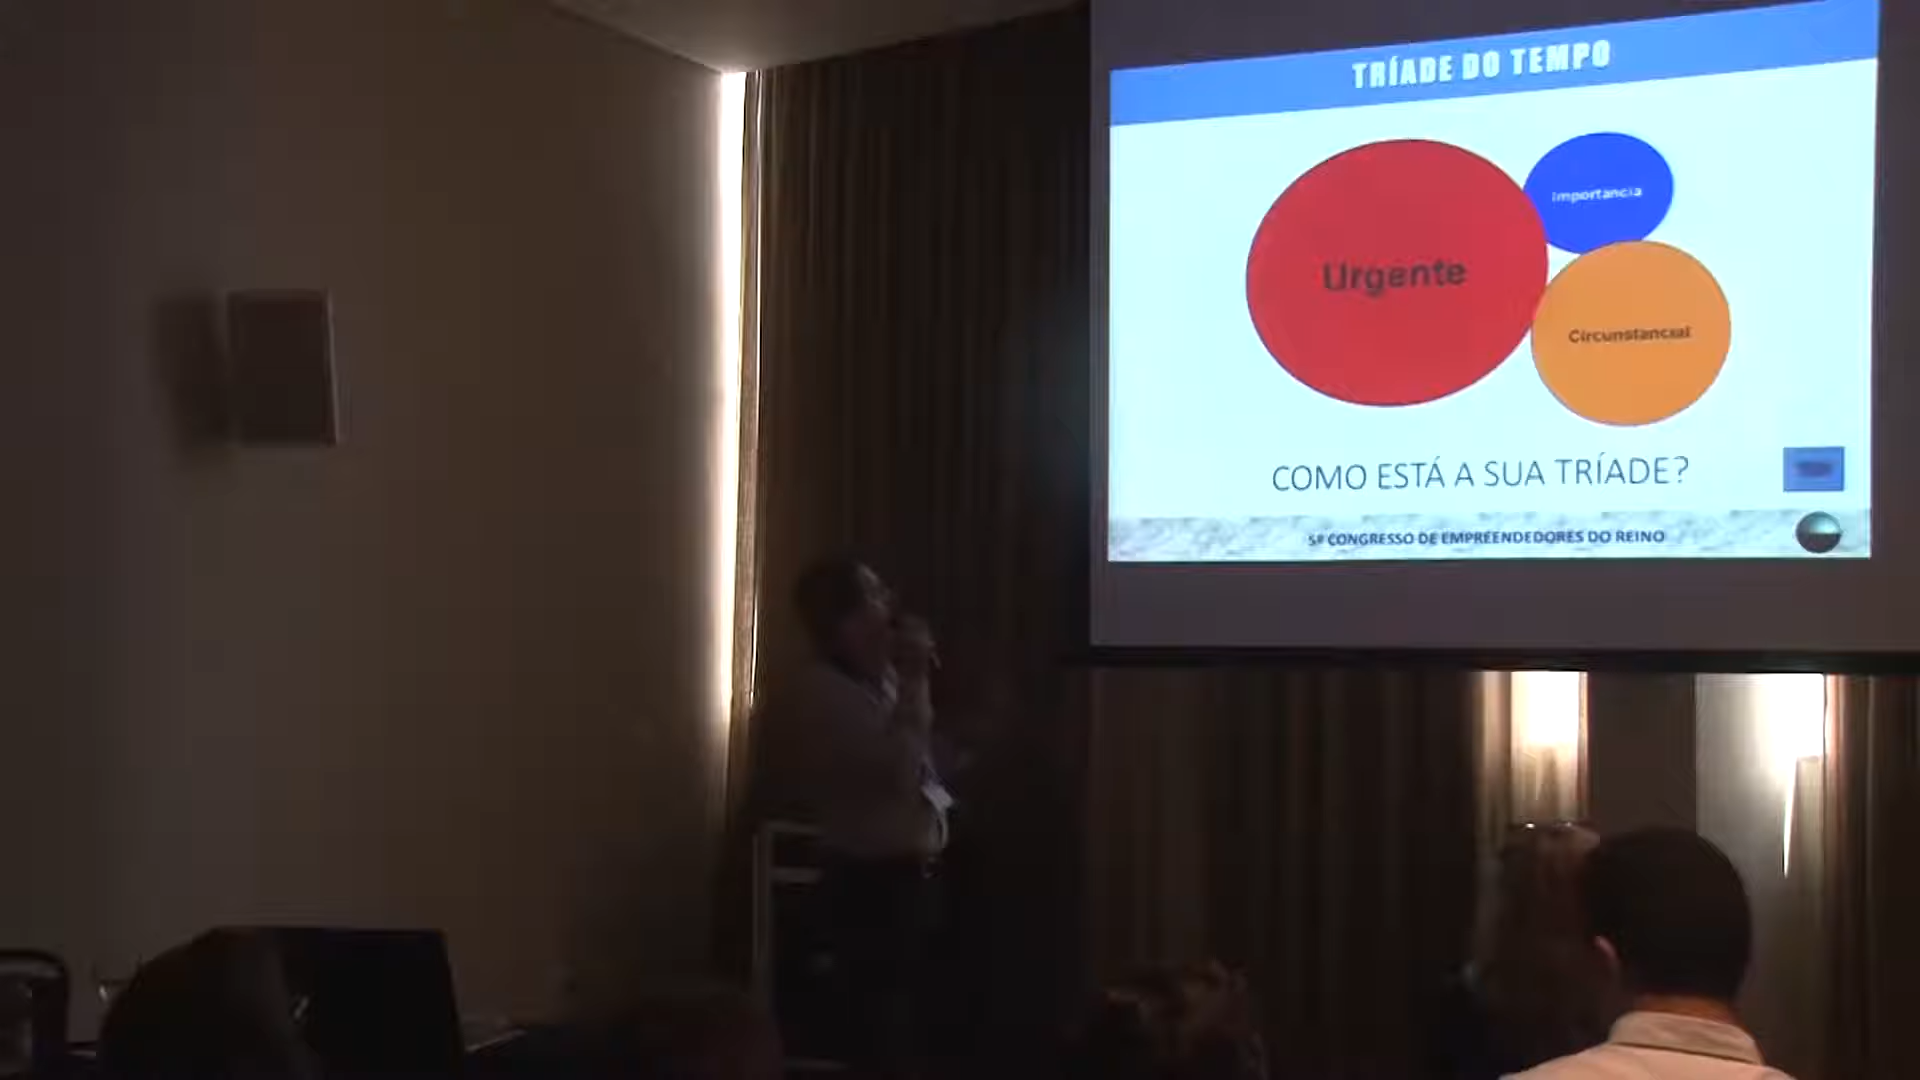 TRÍADE DO TEMPO
Importancia
Urgente
Circunstancial
COMO ESTÁ A SUA TRÍADE?
5º CONGRESSO DE EMPREENDEDORES DO REINO